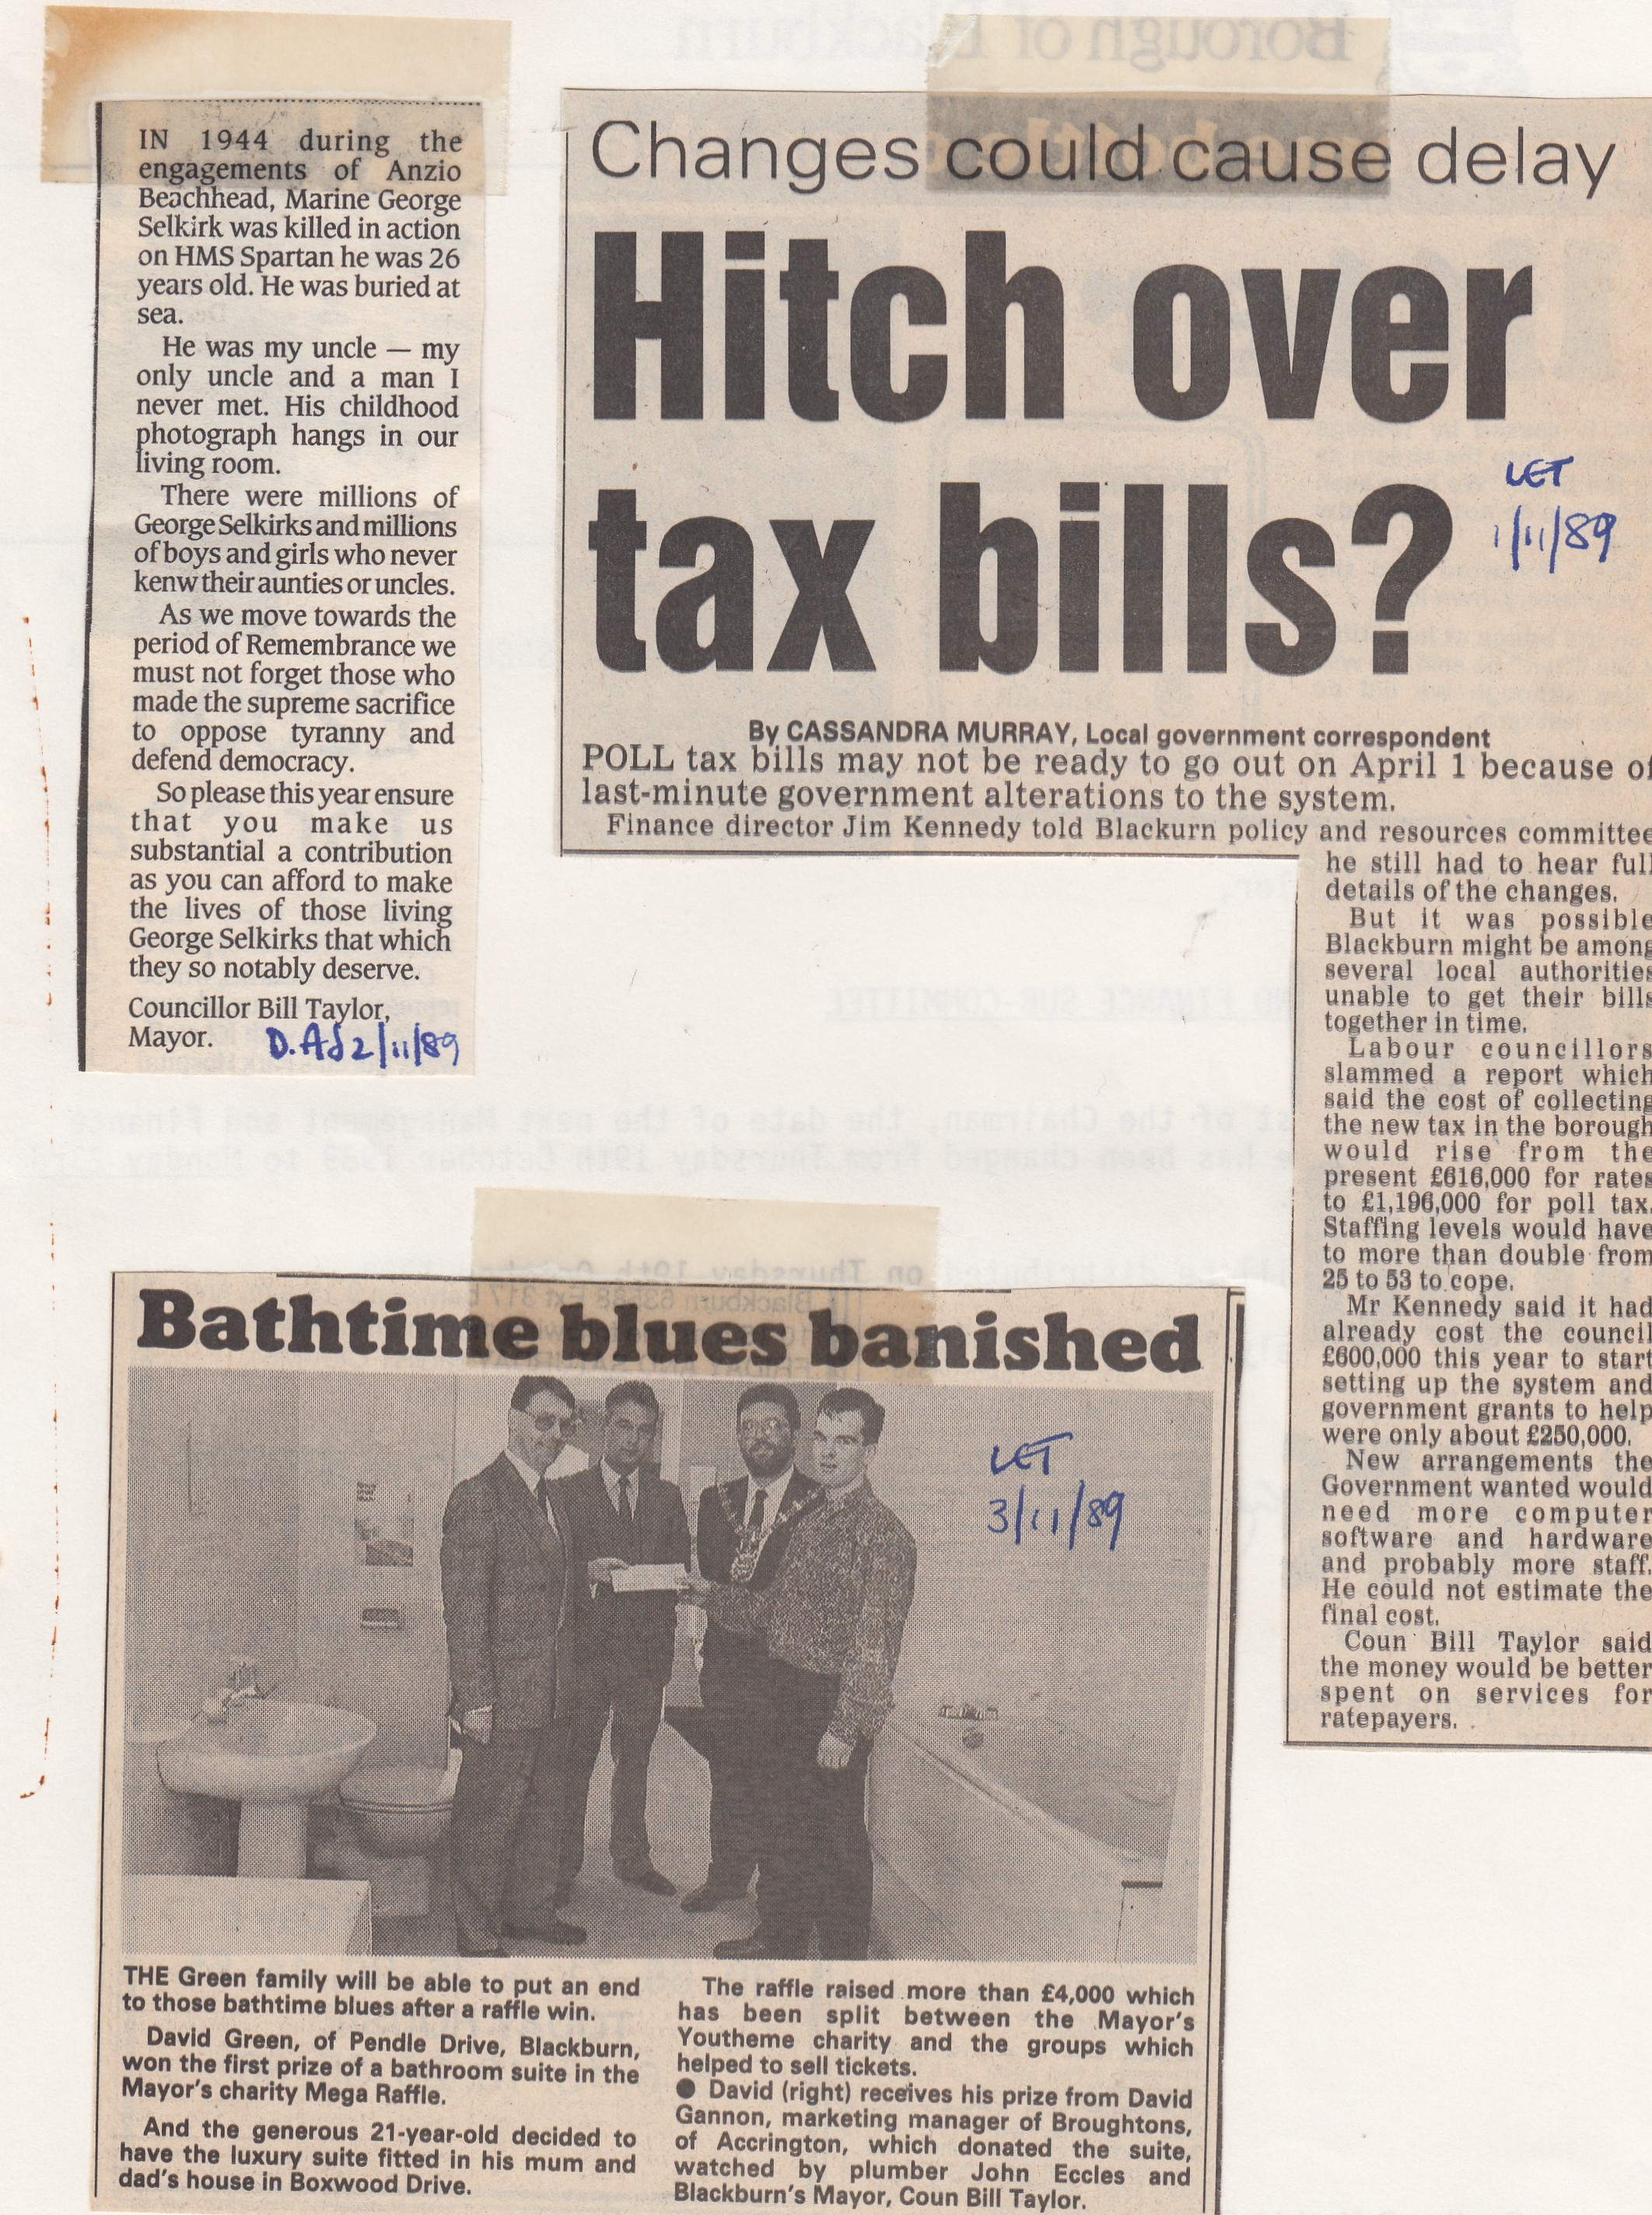 IN 1944 during the
engagements of Anzio
Beachhead, Marine George
Selkirk was killed in action
on HMS Spartan he was 26
years old. He was buried at
sea.
He was my uncle — my
only uncle and a man I
never met. His childhood
photograph hangs in our
living room.
There were millions of
George Selkirks and millions
of boys and girls who never
kenw their aunties or uncles.
As we move towards the
period of Remembrance we
must not forget those who
made the supreme sacrifice
to oppose tyranny and
defend democracy.
So please this year ensure
that you make us
substantial a contribution
as you can afford to make
the lives of those living
George Selkirks that which
they so notably deserve.
Councillor Bill Taylor,
Mayor.
D. Ad 2/11/89
Changes could cause delay
Hitch over
tax bills?
LET
1/11/89
By CASSANDRA MURRAY, Local government correspondent
POLL tax bills may not be ready to go out on April 1 because of
last-minute government alterations to the system.
Finance director Jim Kennedy told Blackurn policy and resources committee
he still had to hear full
details of the changes.
But it was possible
Blackburn might be among
several local authorities
unable to get their bills
together in time.
Labour councillors
slammed a report which
said the cost of collecting
the new tax in the borough
would rise from the
present £616,000 for rates
to £1,196,000 for poll tax.
Staffing levels would have
to more than double from
25 to 53 to cope.
Mr Kennedy said it had
already cost the council
£600,000 this year to start
setting up the system and
government grants to help
were only about £250,000.
New arrangements the
Government wanted would
need more computer
software and hardware
and probably more staff.
He could not estimate the
final cost.
Coun Bill Taylor said
the money would be better
spent on services for
ratepayers.
Bathtime blues banished
LET
3/11/89
THE Green family will be able to put an end
to those bathtime blues after a raffle win.
David Green, of Pendle Drive, Blackburn,
won the first prize of a bathroom suite in the
Mayor's charity Mega Raffle.
And the generous 21-year-old decided to
have the luxury suite fitted in his mum and
dad's house in Boxwood Drive.
The raffle raised more than £4,000 which
has been split between the Mayor's
Youtheme charity and the groups which
helped to sell tickets.
● David (right) receives his prize from David
Gannon, marketing manager of Broughtons,
of Accrington, which donated the suite,
watched by plumber John Eccles and
Blackburn's Mayor, Coun Bill Taylor.